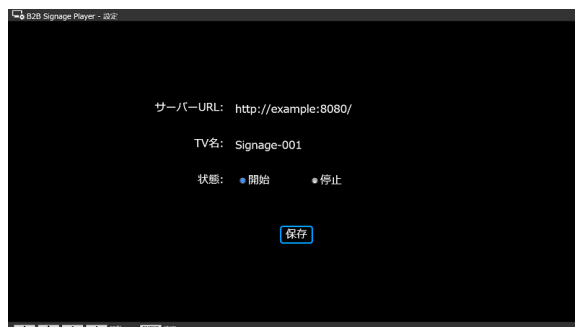 B2B Signage Player - 設定
サーバーURL: http://example:8080/
TV名: Signage-001
状態: 開始 停止
保存